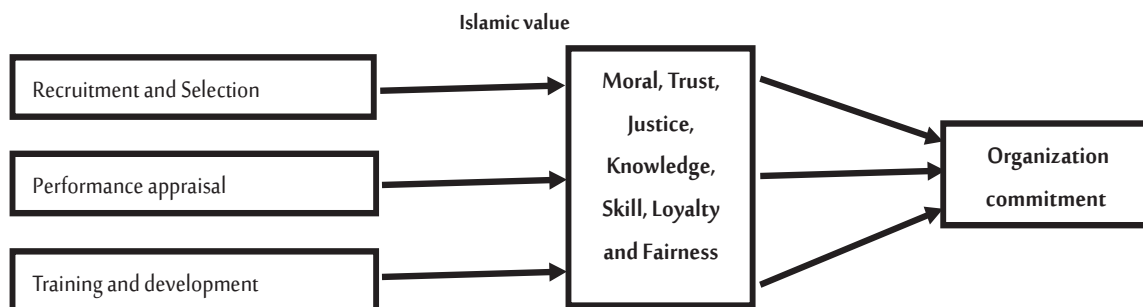 Islamic value
Recruitment and Selection
Performance appraisal
Training and development
Moral, Trust,
Justice,
Knowledge,
Skill, Loyalty
and Fairness
Organization
commitment